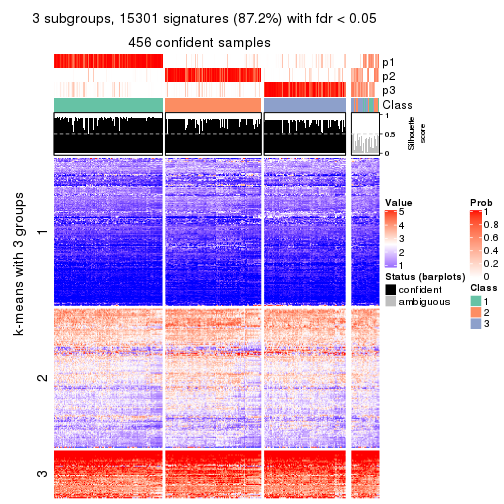 3 subgroups, 15301 signatures (87.2%) with fdr < 0.05
456 confident samples
p1
p2
p3
Class
1
0.5
0
Silhouette
score
k-means with 3 groups
1
2
3
Value
5
4
3
2
1
Status (barplots)
confident
ambiguous
Prob
1
0.8
0.6
0.4
0.2
0
Class
1
2
3